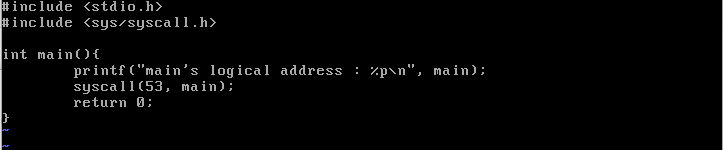 #include <stdio.h>
#include <sys/syscall.h>
int main(){
printf("main's logical address : %p\n", main);
syscall(53, main);
return 0;
}
~
~